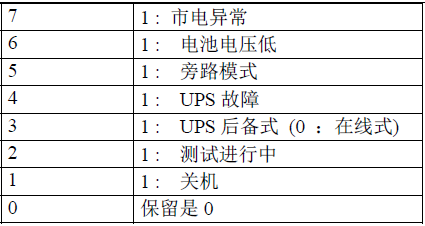 7 1：市电异常
6 1： 电池电压低
5 1： 旁路模式
4 1： UPS 故障
3 1： UPS 后备式 (0 ：在线式)
2 1： 测试进行中
1 1： 关机
0 保留是 0